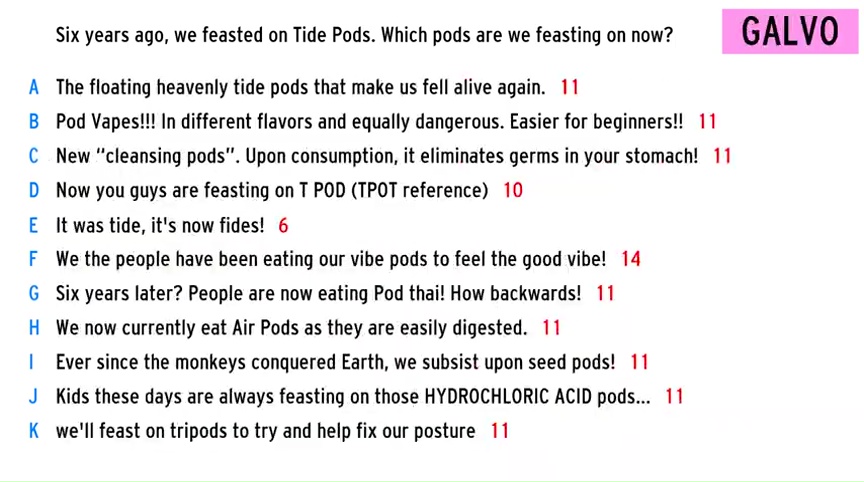 Six years ago, we feasted on Tide Pods. Which pods are we feasting on now?
GALVO
A The floating heavenly tide pods that make us fell alive again. 11
B Pod Vapes!!! In different flavors and equally dangerous. Easier for beginners!! 11
C New “cleansing pods”. Upon consumption, it eliminates germs in your stomach! 11
D Now you guys are feasting on T POD (TPOT reference) 10
E It was tide, it's now fides! 6
F We the people have been eating our vibe pods to feel the good vibe! 14
G Six years later? People are now eating Pod thai! How backwards! 11
H We now currently eat Air Pods as they are easily digested. 11
I Ever since the monkeys conquered Earth, we subsist upon seed pods! 11
J Kids these days are always feasting on those HYDROCHLORIC ACID pods... 11
K we'll feast on tripods to try and help fix our posture 11